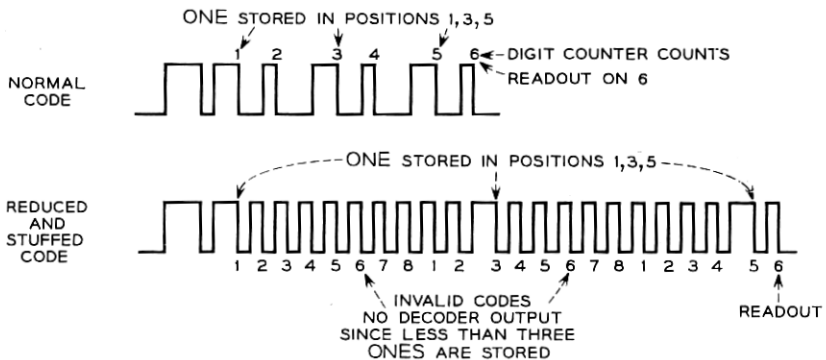 ONE STORED IN POSITIONS 1,3,5
1 2 3 4 5 6 DIGIT COUNTER COUNTS
READOUT ON 6
NORMAL
CODE
ONE STORED IN POSITIONS 1,3,5
REDUCED
AND
STUFFED
CODE
1 2 3 4 5 6 7 8 1 2 3 4 5 6 7 8 1 2 3 4 5 6
INVALID CODES
NO DECODER OUTPUT
SINCE LESS THAN THREE
ONES ARE STORED
READOUT